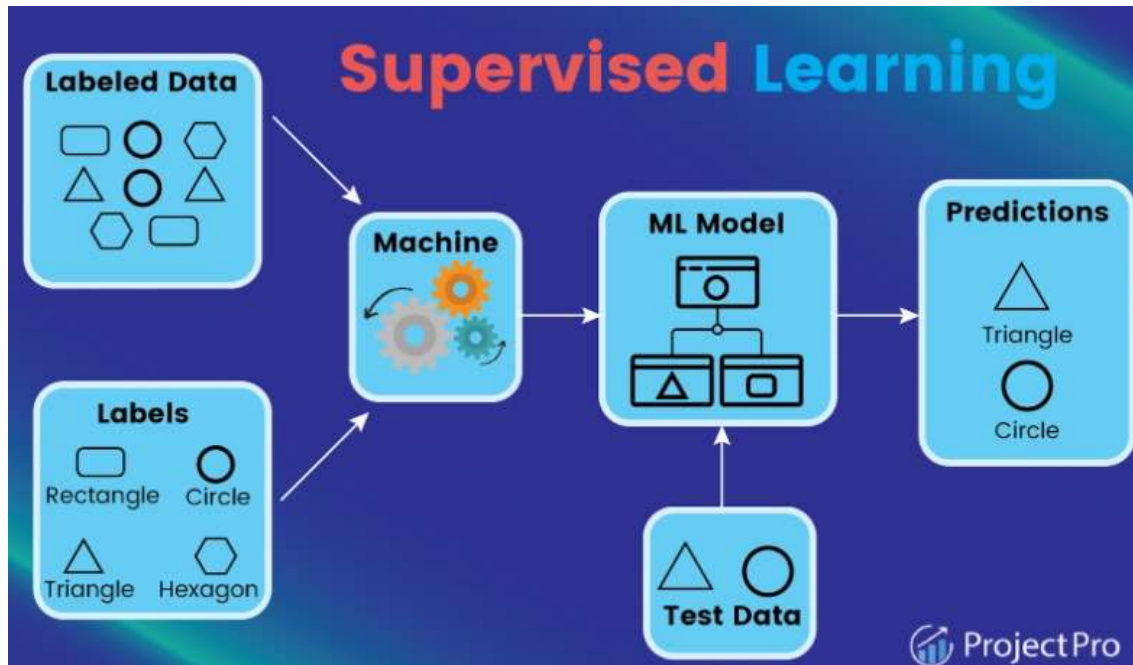 Supervised Learning
Labeled Data
Machine
ML Model
Predictions
Triangle
Circle
Labels
Rectangle Circle
Triangle Hexagon
Test Data
ProjectPro